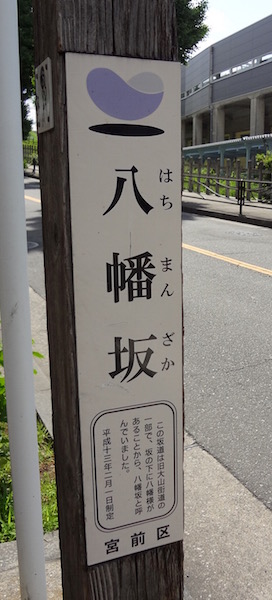 八幡坂
はちまんざか
この坂道は旧大山街道の
一部で、坂の下に八幡様が
あることから、八幡坂と呼
んでいました。
平成十三年二月一日制定
宮前区